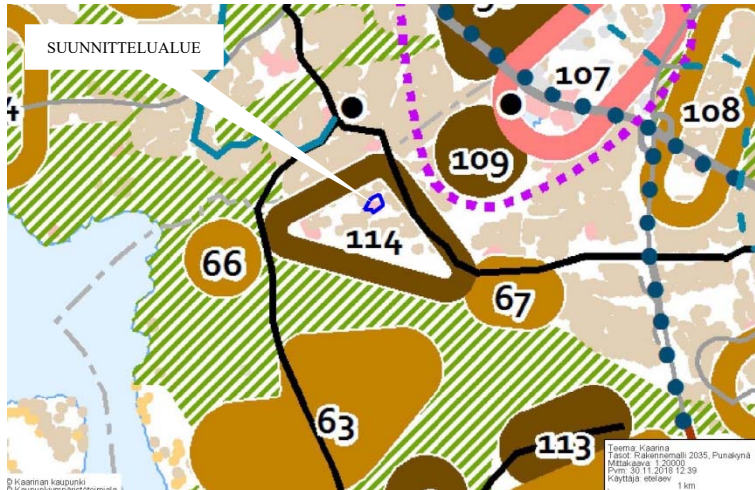 SUUNNITTELUALUE
107
108
109
114
66
67
63
113
Teema: Kaarina
Tasot: Rakennemalli 2035, Punakynä
Mittakaava: 1:20000
Pvm: 30.11.2018 12:39
Käyttäjä: etelaev
1 km
© Kaarinan kaupunki
© Kaupunkiympäristötoimiala